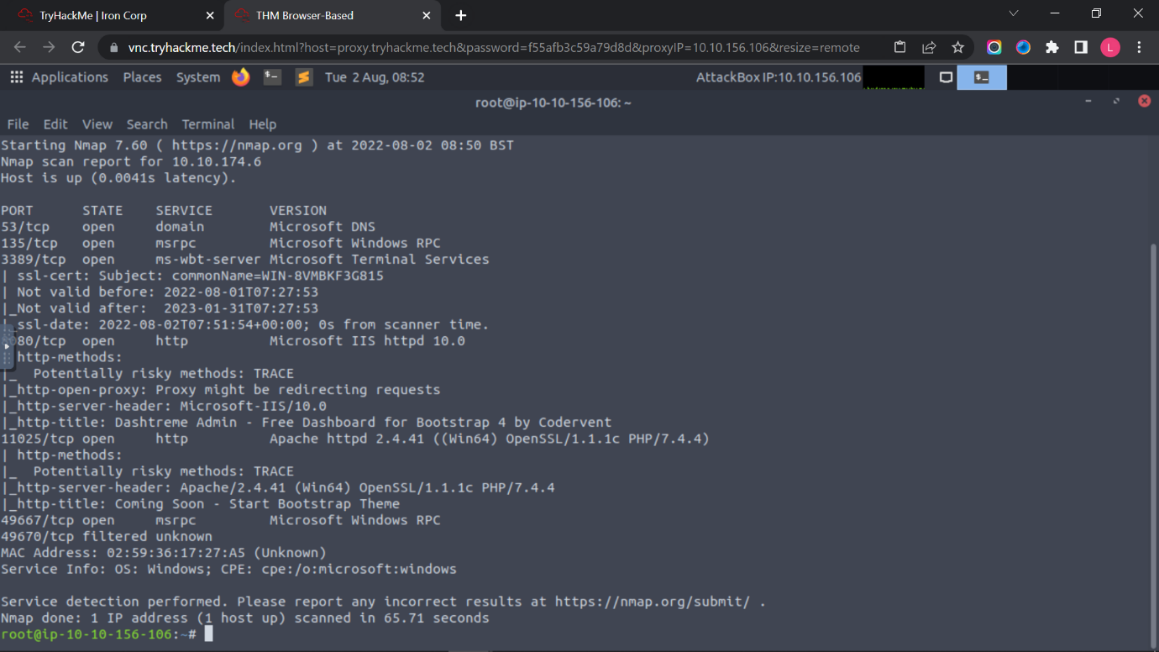 TryHackMe | Iron Corp
THM Browser-Based
vnc.tryhackme.tech/index.html?host=proxy.tryhackme.tech&password=f55afb3c59a79d8d&proxyIP=10.10.156.106&resize=remote
L
Applications Places System Tue 2 Aug, 08:52 AttackBox IP:10.10.156.106
root@ip-10-10-156-106: ~
File Edit View Search Terminal Help
Starting Nmap 7.60 ( https://nmap.org ) at 2022-08-02 08:50 BST
Nmap scan report for 10.10.174.6
Host is up (0.0041s latency).
PORT STATE SERVICE VERSION
53/tcp open domain Microsoft DNS
135/tcp open msrpc Microsoft Windows RPC
3389/tcp open ms-wbt-server Microsoft Terminal Services
| ssl-cert: Subject: commonName=WIN-8VMBKF3G815
| Not valid before: 2022-08-01T07:27:53
|_Not valid after: 2023-01-31T07:27:53
_ssl-date: 2022-08-02T07:51:54+00:00; 0s from scanner time.
080/tcp open http Microsoft IIS httpd 10.0
http-methods:
|_ Potentially risky methods: TRACE
|_http-open-proxy: Proxy might be redirecting requests
|_http-server-header: Microsoft-IIS/10.0
|_http-title: Dashtreme Admin - Free Dashboard for Bootstrap 4 by Codervent
11025/tcp open http Apache httpd 2.4.41 ((Win64) OpenSSL/1.1.1c PHP/7.4.4)
| http-methods:
|_ Potentially risky methods: TRACE
|_http-server-header: Apache/2.4.41 (Win64) OpenSSL/1.1.1c PHP/7.4.4
|_http-title: Coming Soon - Start Bootstrap Theme
49667/tcp open msrpc Microsoft Windows RPC
49670/tcp filtered unknown
MAC Address: 02:59:36:17:27:A5 (Unknown)
Service Info: OS: Windows; CPE: cpe:/o:microsoft:windows
Service detection performed. Please report any incorrect results at https://nmap.org/submit/ .
Nmap done: 1 IP address (1 host up) scanned in 65.71 seconds
root@ip-10-10-156-106:~#